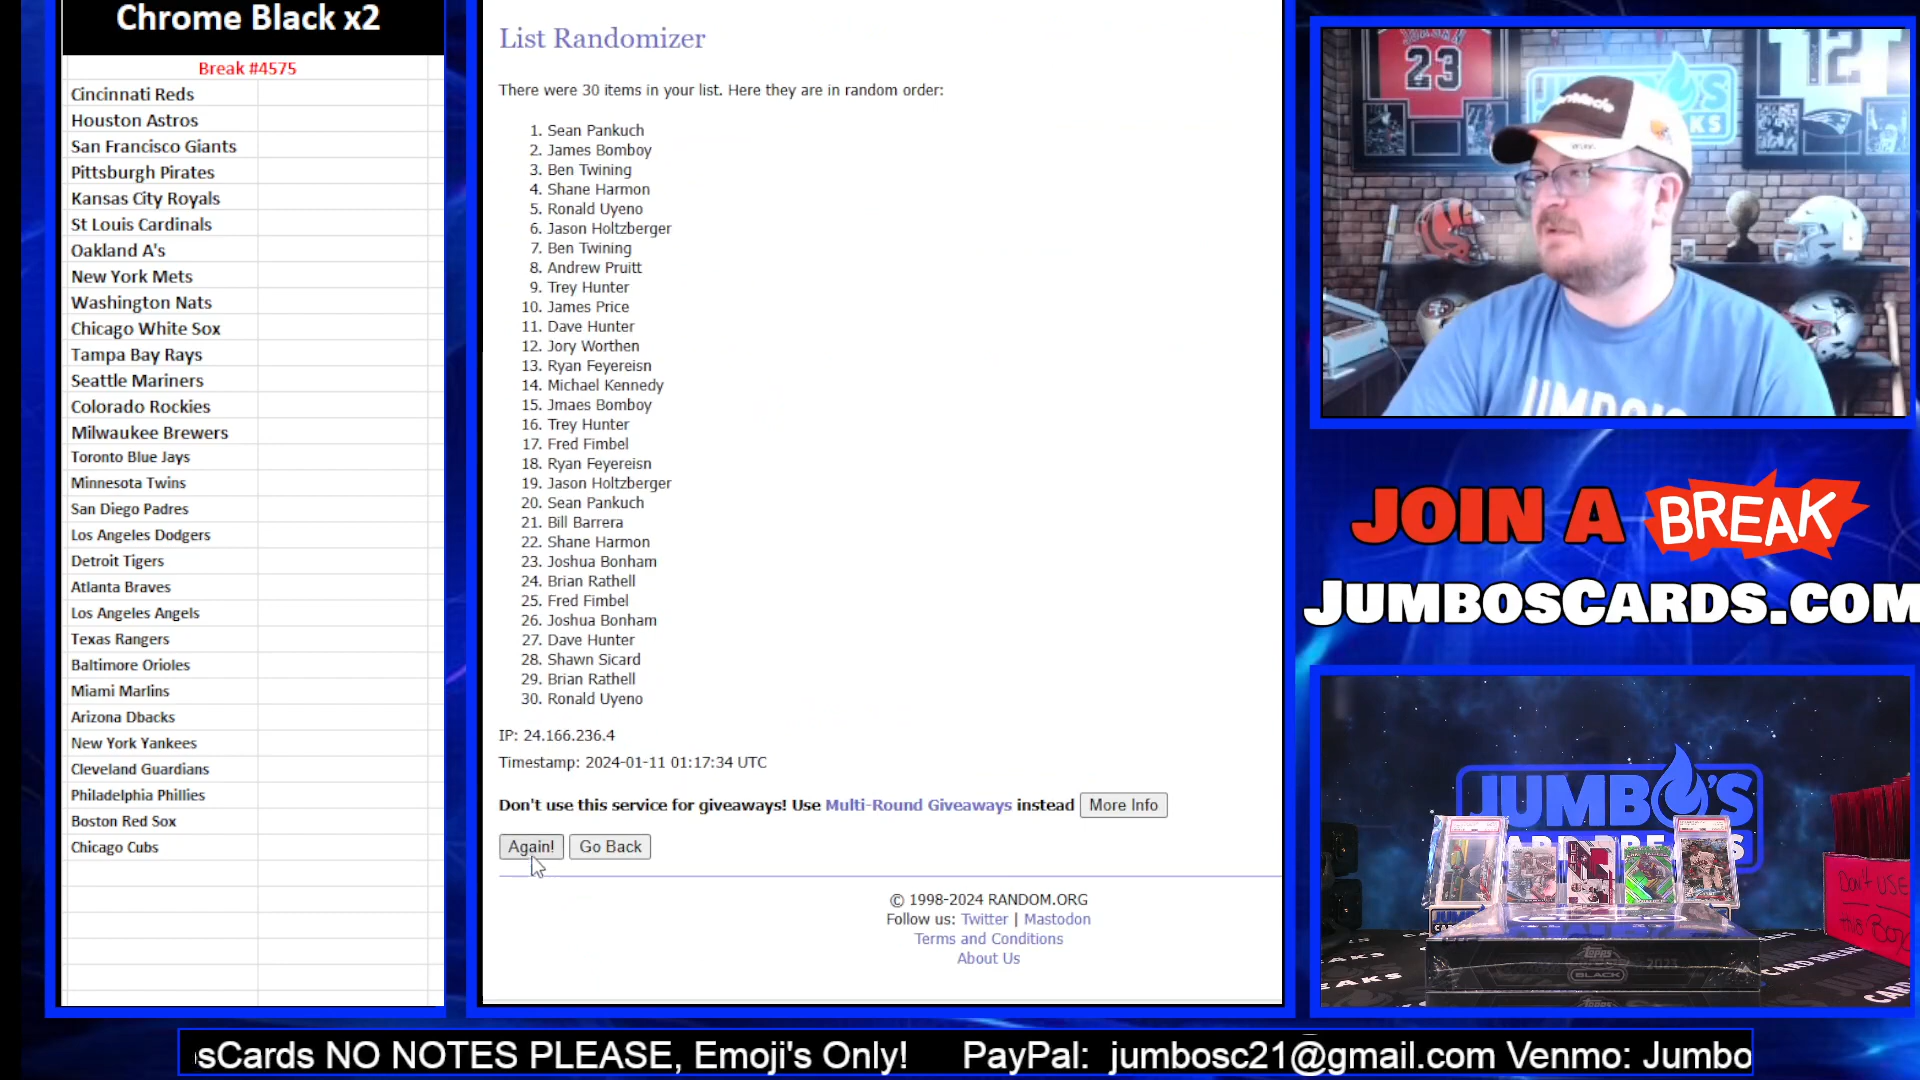 Chrome Black x2
Break #4575
Cincinnati Reds
Houston Astros
San Francisco Giants
Pittsburgh Pirates
Kansas City Royals
St Louis Cardinals
Oakland A's
New York Mets
Washington Nats
Chicago White Sox
Tampa Bay Rays
Seattle Mariners
Colorado Rockies
Milwaukee Brewers
Toronto Blue Jays
Minnesota Twins
San Diego Padres
Los Angeles Dodgers
Detroit Tigers
Atlanta Braves
Los Angeles Angels
Texas Rangers
Baltimore Orioles
Miami Marlins
Arizona Dbacks
New York Yankees
Cleveland Guardians
Philadelphia Phillies
Boston Red Sox
Chicago Cubs
List Randomizer
There were 30 items in your list. Here they are in random order:
1. Sean Pankuch
2. James Bomboy
3. Ben Twining
4. Shane Harmon
5. Ronald Uyeno
6. Jason Holtzberger
7. Ben Twining
8. Andrew Pruitt
9. Trey Hunter
10. James Price
11. Dave Hunter
12. Jory Worthen
13. Ryan Feyereisn
14. Michael Kennedy
15. Jmaes Bomboy
16. Trey Hunter
17. Fred Fimbel
18. Ryan Feyereisn
19. Jason Holtzberger
20. Sean Pankuch
21. Bill Barrera
22. Shane Harmon
23. Joshua Bonham
24. Brian Rathell
25. Fred Fimbel
26. Joshua Bonham
27. Dave Hunter
28. Shawn Sicard
29. Brian Rathell
30. Ronald Uyeno
IP: 24.166.236.4
Timestamp: 2024-01-11 01:17:34 UTC
Don't use this service for giveaways! Use Multi-Round Giveaways instead More Info
Again! Go Back
© 1998-2024 RANDOM.ORG
Follow us: Twitter | Mastodon
Terms and Conditions
About Us
23
12
JOIN A BREAK
JUMBOSCARDS.COM
JUMBO'S
Don't USE
THIS BOX
Topps
BLACK
2023
CARD BREAKS
sCards NO NOTES PLEASE, Emoji's Only! PayPal: jumbosc21@gmail.com Venmo: Jumbo